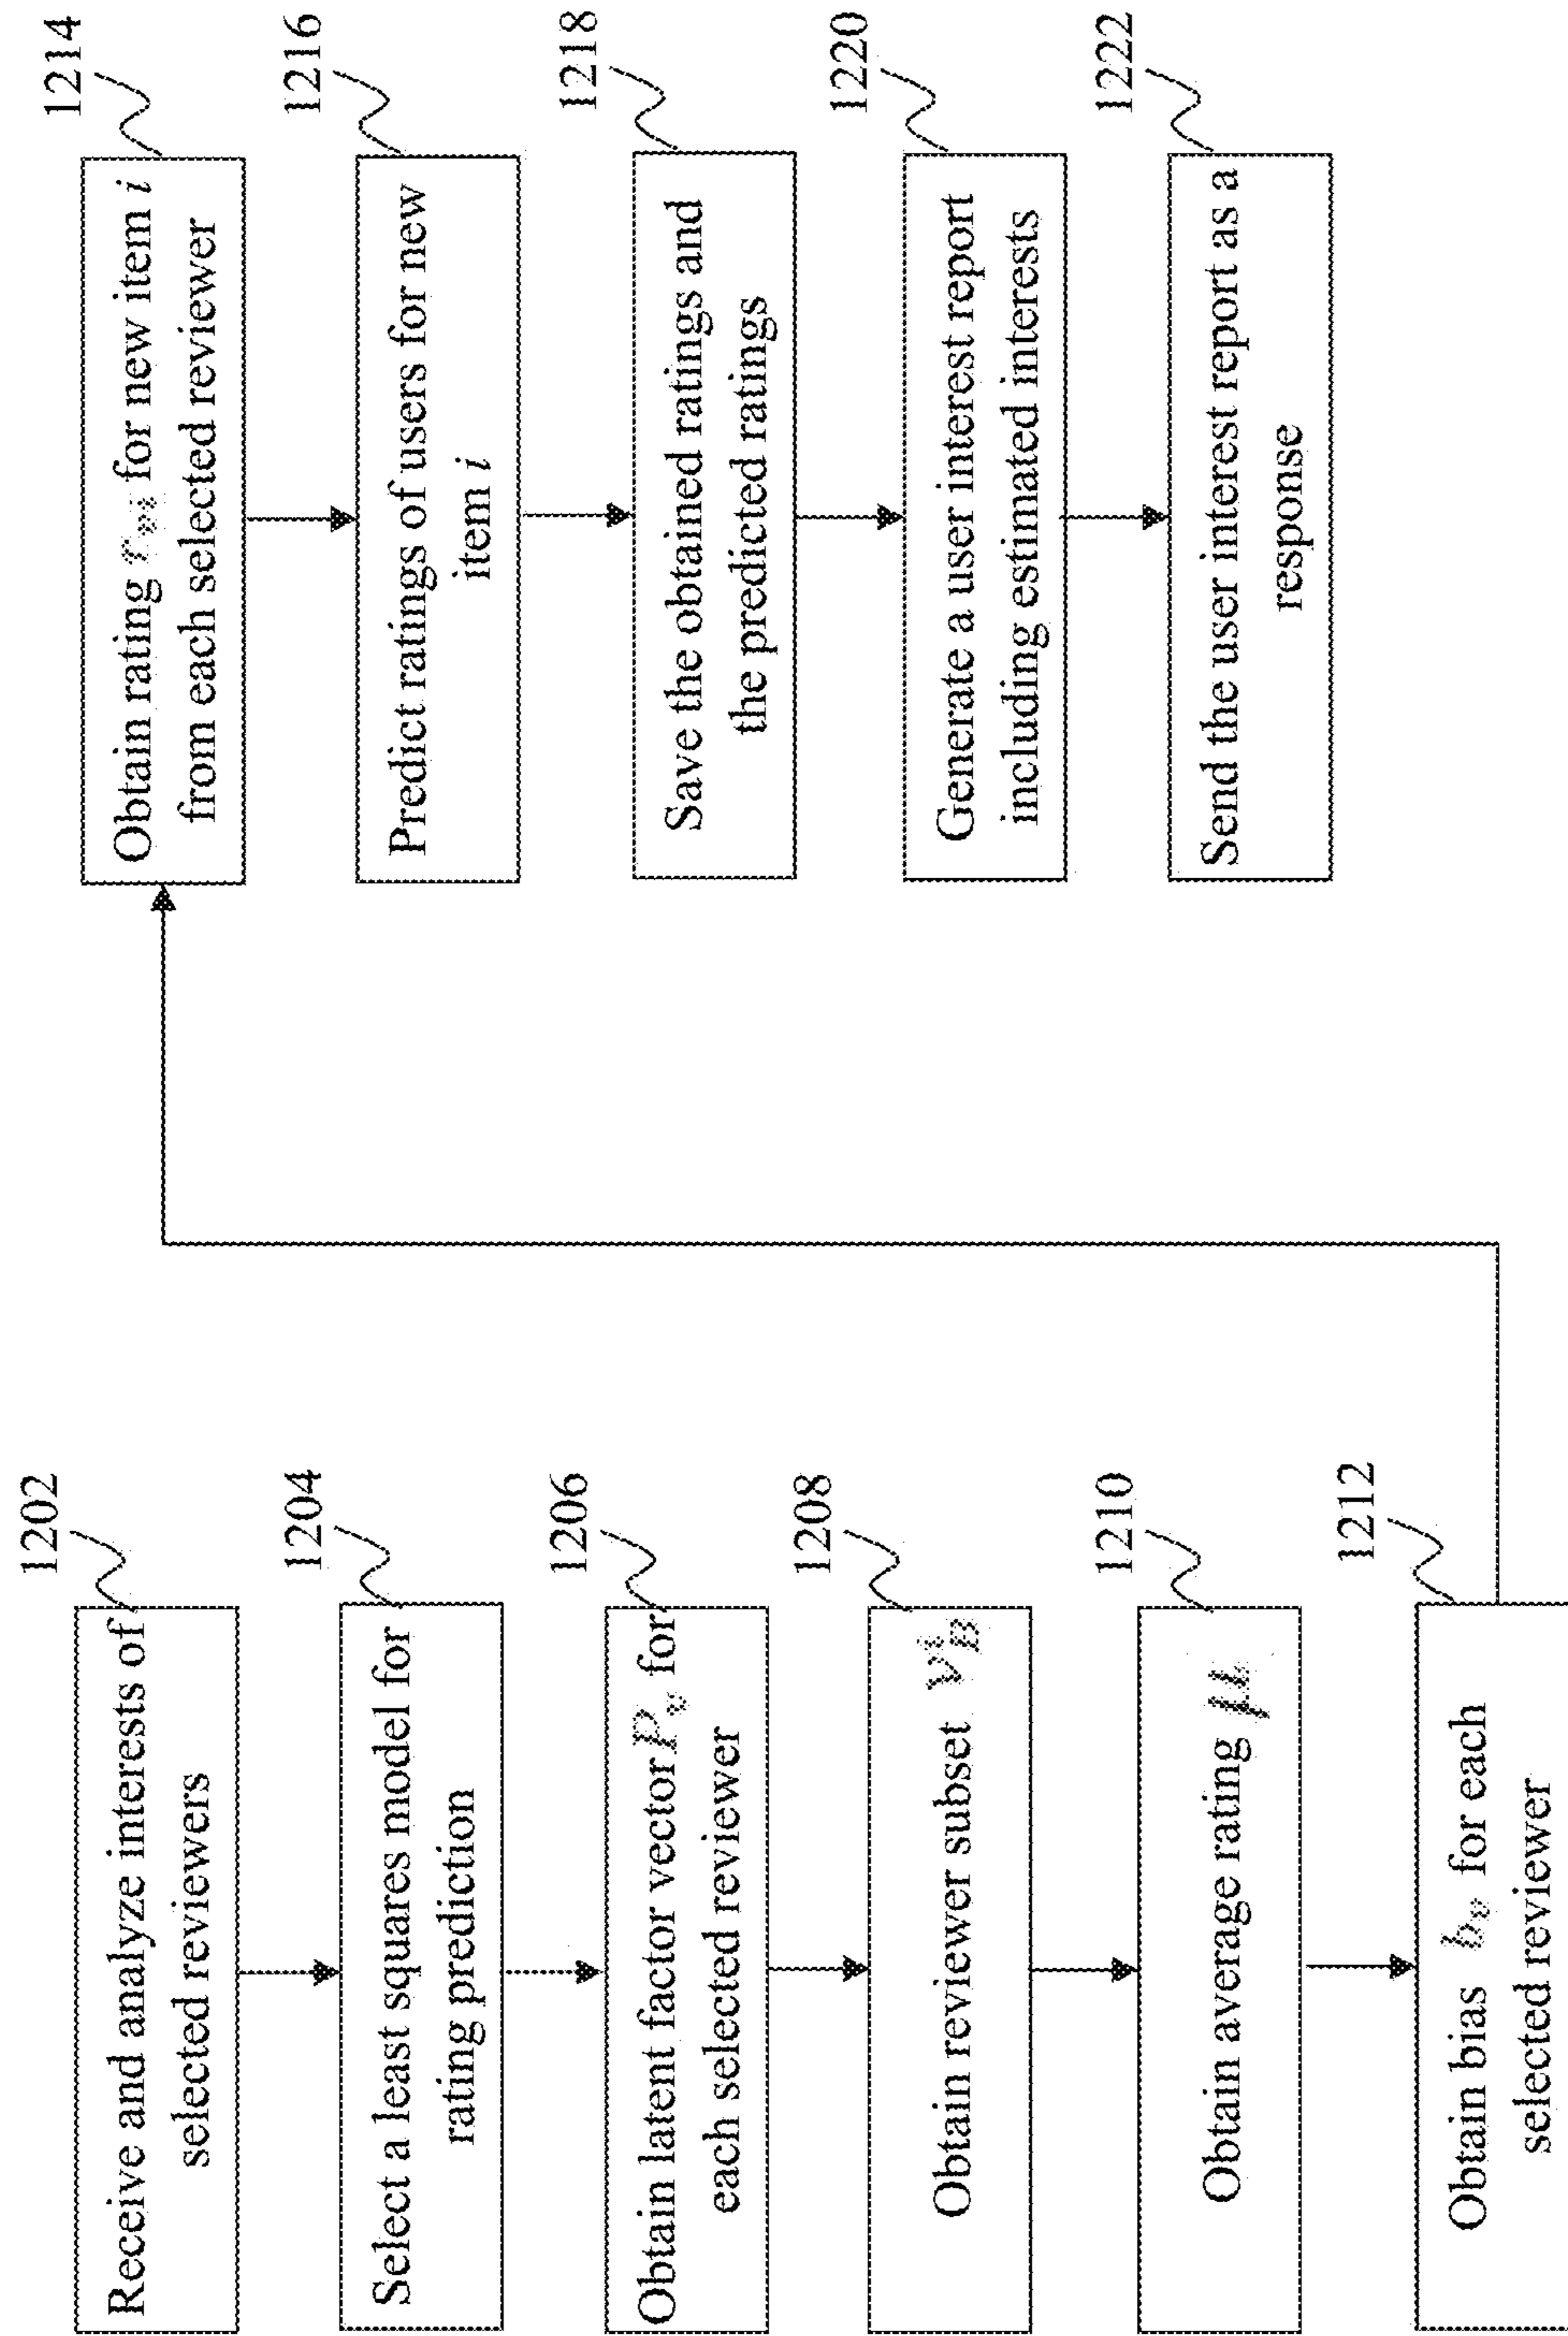 1202
Receive and analyze interests of
selected reviewers
1204
Select a least squares model for
rating prediction
1206
Obtain latent factor vector P_v for
each selected reviewer
1208
Obtain reviewer subset
1210
Obtain average rating μ
1212
Obtain bias b_v for each
selected reviewer
1214
Obtain rating r_vi for new item i
from each selected reviewer
1216
Predict ratings of users for new
item i
1218
Save the obtained ratings and
the predicted ratings
1220
Generate a user interest report
including estimated interests
1222
Send the user interest report as a
response